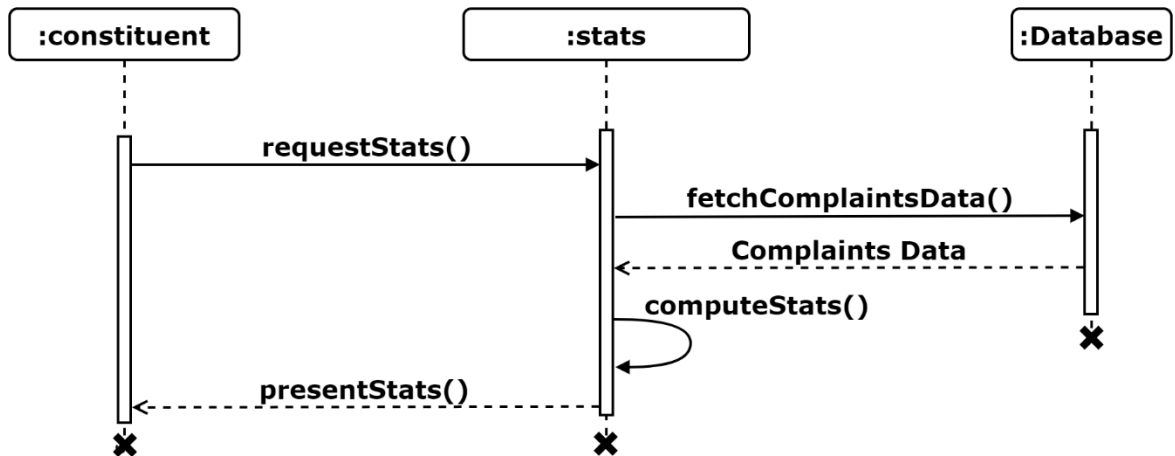 :constituent
:stats
:Database
requestStats()
fetchComplaintsData()
Complaints Data
computeStats()
presentStats()